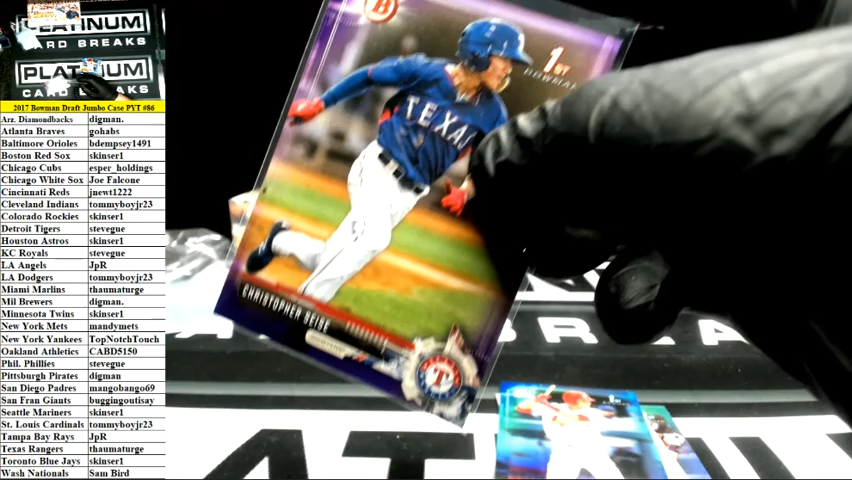 PLATINUM
CARD BREAKS
PLATINUM
CARD BREAKS
2017 Bowman Draft Jumbo Case PYT #86
Arz. Diamondbacks digman.
Atlanta Braves gohabs
Baltimore Orioles bdempsey1491
Boston Red Sox skinser1
Chicago Cubs esper_holdings
Chicago White Sox Joe Falcone
Cincinnati Reds jnewt1222
Cleveland Indians tommyboyjr23
Colorado Rockies skinser1
Detroit Tigers stevegue
Houston Astros skinser1
KC Royals stevegue
LA Angels JpR
LA Dodgers tommyboyjr23
Miami Marlins thaumaturge
Mil Brewers digman.
Minnesota Twins skinser1
New York Mets mandymets
New York Yankees TopNotchTouch
Oakland Athletics CABD5150
Phil. Phillies stevegue
Pittsburgh Pirates digman
San Diego Padres mangobango69
San Fran Giants buggingoutisay
Seattle Mariners skinser1
St. Louis Cardinals tommyboyjr23
Tampa Bay Rays JpR
Texas Rangers thaumaturge
Toronto Blue Jays skinser1
Wash Nationals Sam Bird
B
1ST
BOWMAN
TEXAS
CHRISTOPHER SEISE
T